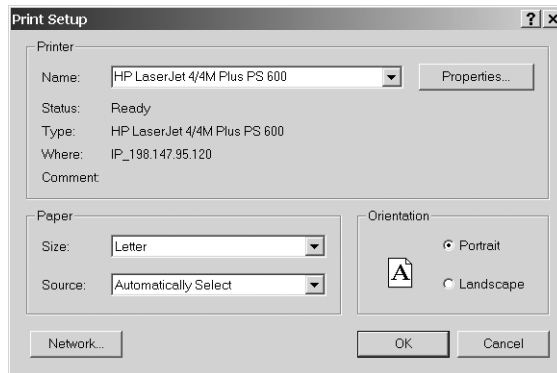 Print Setup
Printer
Name: HP LaserJet 4/4M Plus PS 600 Properties...
Status: Ready
Type: HP LaserJet 4/4M Plus PS 600
Where: IP_198.147.95.120
Comment:
Paper
Size: Letter
Source: Automatically Select
Orientation
A
Portrait
Landscape
Network...
OK
Cancel